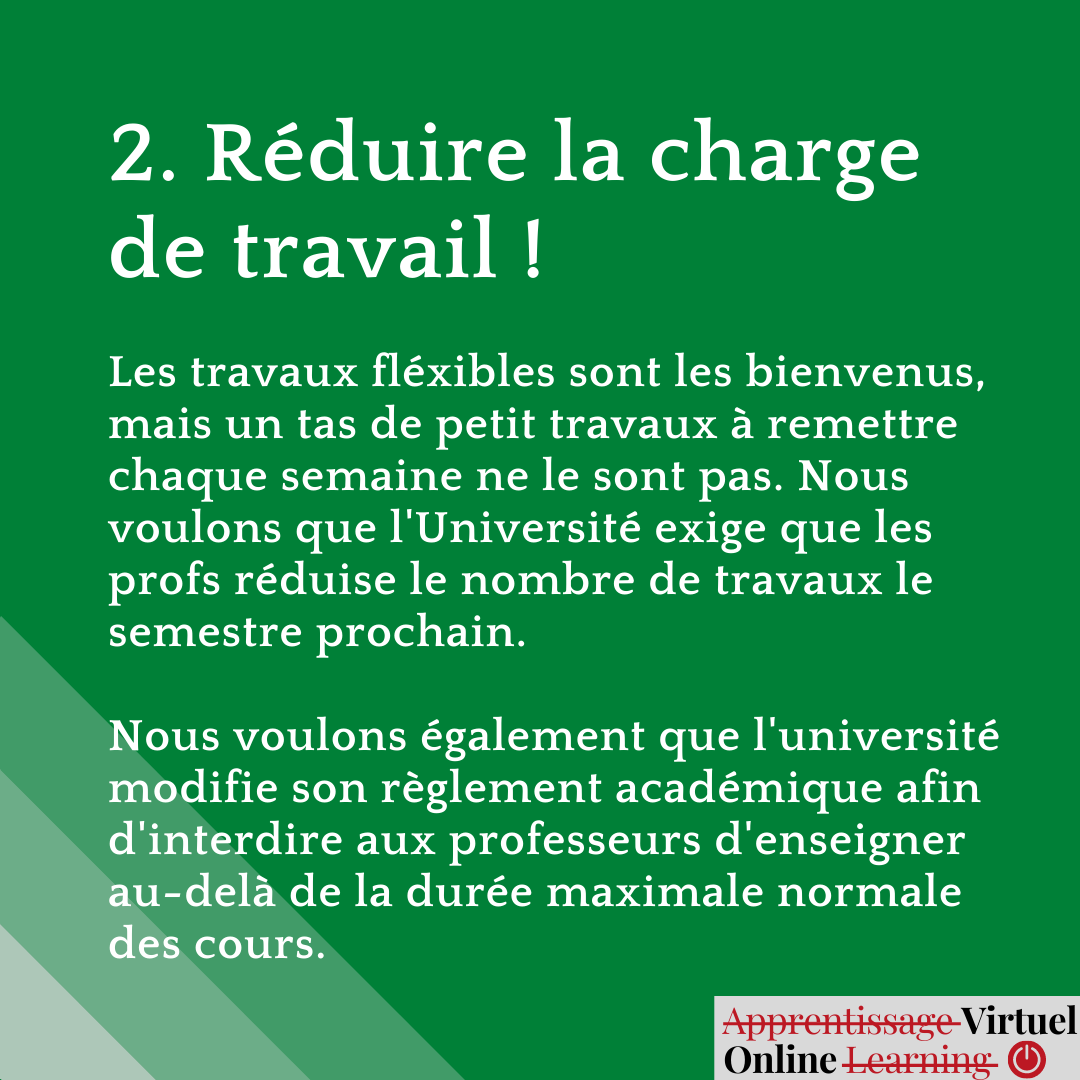 2. Réduire la charge
de travail !
Les travaux fléxibles sont les bienvenus,
mais un tas de petit travaux à remettre
chaque semaine ne le sont pas. Nous
voulons que l'Université exige que les
profs réduise le nombre de travaux le
semestre prochain.
Nous voulons également que l'université
modifie son règlement académique afin
d'interdire aux professeurs d'enseigner
au-delà de la durée maximale normale
des cours.
Apprentissage Virtuel
Online Learning